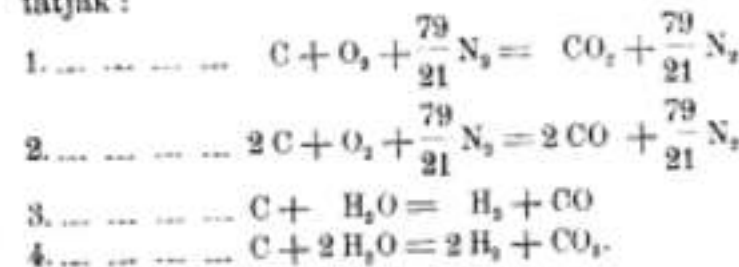 tatják :
1. ... ... ... ... C + O₂ + 79/21 N₂ = CO₂ + 79/21 N₂
2. ... ... ... ... 2 C + O₂ + 79/21 N₂ = 2 CO + 79/21 N₂
3. ... ... ... ... C + H₂O = H₂ + CO
4. ... ... ... ... C + 2 H₂O = 2 H₂ + CO₂.